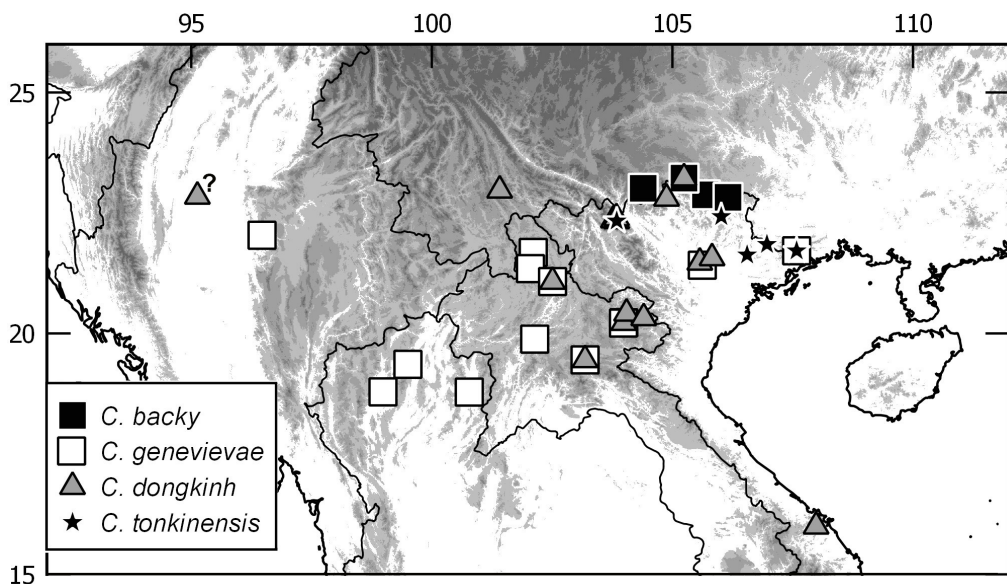 95 100 105 110
25
?
20
C. backy
C. genevievae
C. dongkinh
C. tonkinensis
15